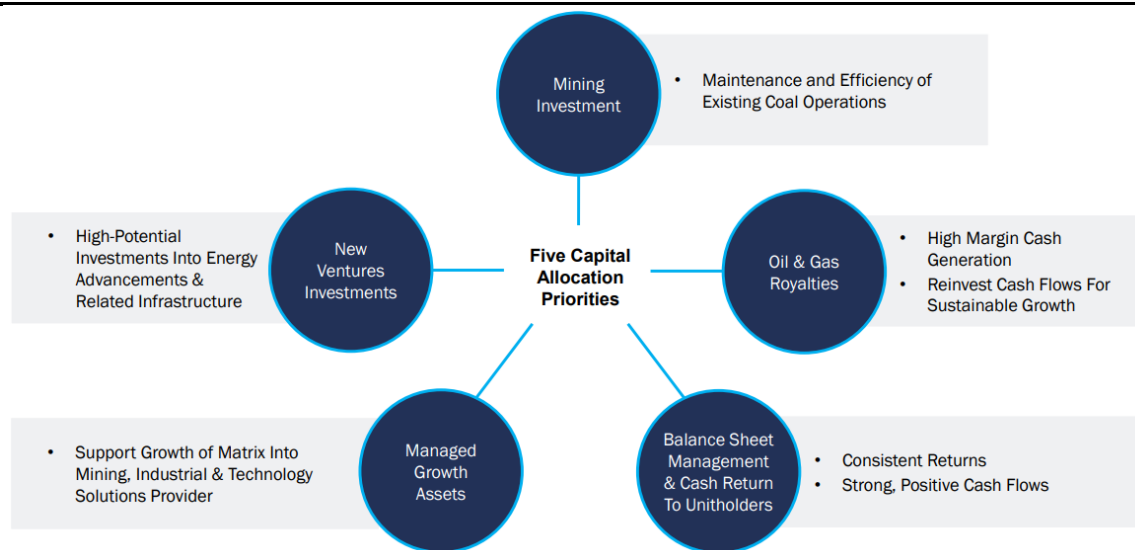 Mining
Investment
• Maintenance and Efficiency of
Existing Coal Operations
• High-Potential
Investments Into Energy
Advancements &
Related Infrastructure
New
Ventures
Investments
Five Capital
Allocation
Priorities
Oil & Gas
Royalties
• High Margin Cash
Generation
• Reinvest Cash Flows For
Sustainable Growth
• Support Growth of Matrix Into
Mining, Industrial & Technology
Solutions Provider
Managed
Growth
Assets
Balance Sheet
Management
& Cash Return
To Unitholders
• Consistent Returns
• Strong, Positive Cash Flows